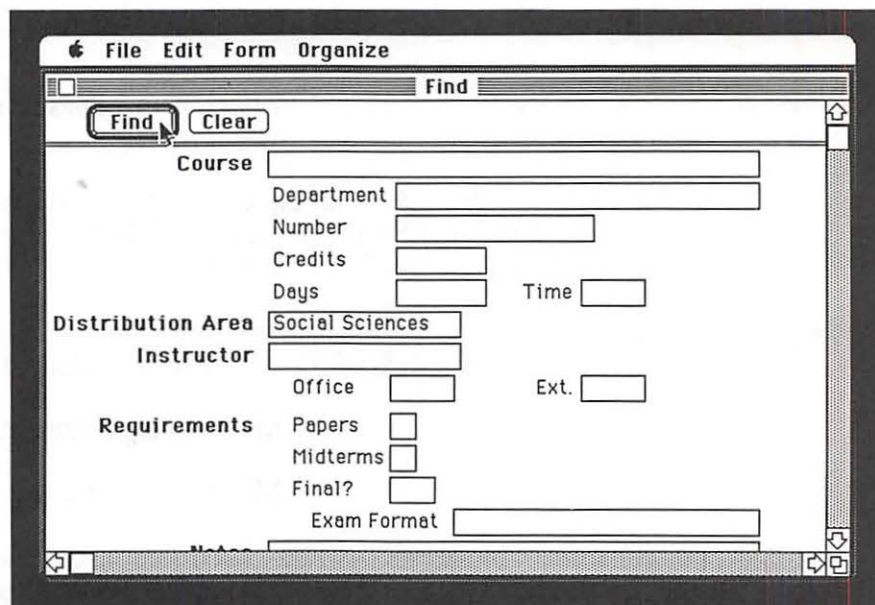 File Edit Form Organize
Find
Find Clear
Course
Department
Number
Credits
Days Time
Distribution Area Social Sciences
Instructor
Office Ext.
Requirements Papers
Midterms
Final?
Exam Format
Notes